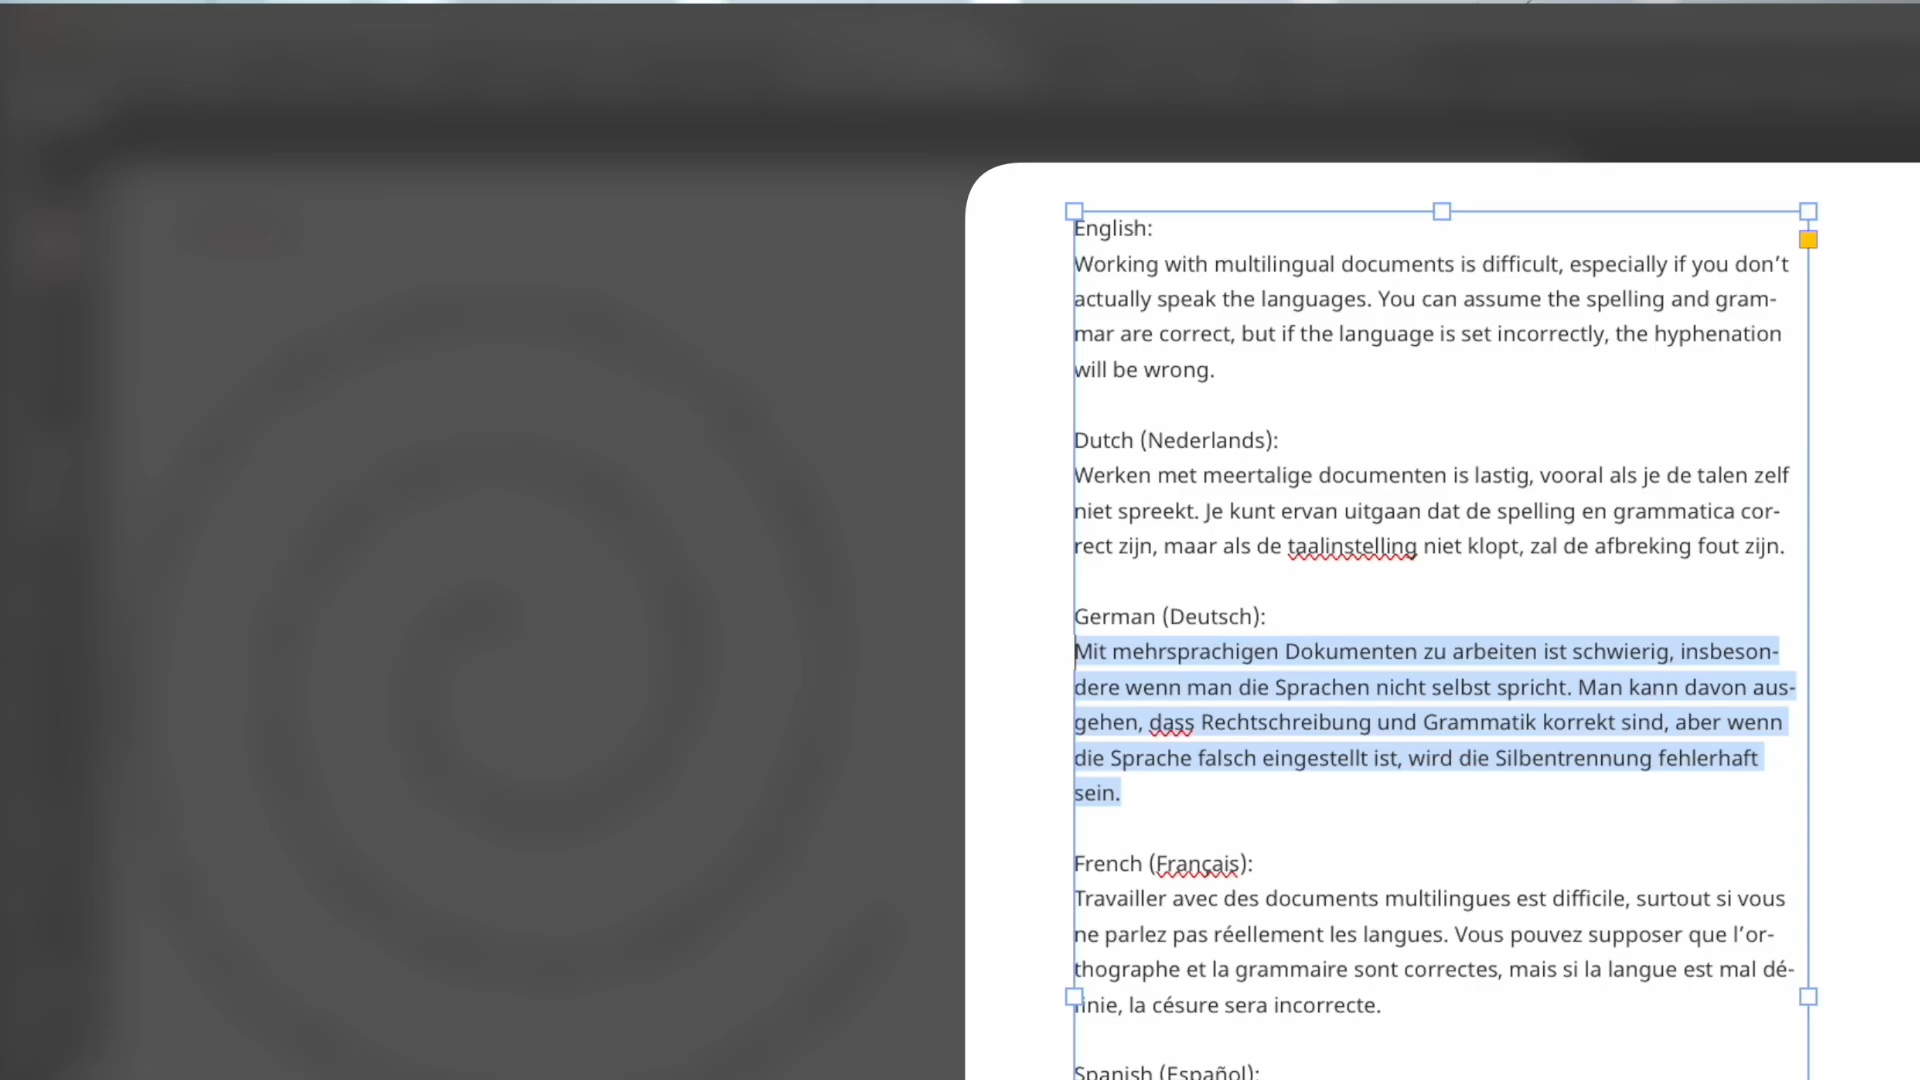 English:
Working with multilingual documents is difficult, especially if you don’t
actually speak the languages. You can assume the spelling and gram-
mar are correct, but if the language is set incorrectly, the hyphenation
will be wrong.
Dutch (Nederlands):
Werken met meertalige documenten is lastig, vooral als je de talen zelf
niet spreekt. Je kunt ervan uitgaan dat de spelling en grammatica cor-
rect zijn, maar als de taalinstelling niet klopt, zal de afbreking fout zijn.
German (Deutsch):
Mit mehrsprachigen Dokumenten zu arbeiten ist schwierig, insbeson-
dere wenn man die Sprachen nicht selbst spricht. Man kann davon aus-
gehen, dass Rechtschreibung und Grammatik korrekt sind, aber wenn
die Sprache falsch eingestellt ist, wird die Silbentrennung fehlerhaft
sein.
French (Français):
Travailler avec des documents multilingues est difficile, surtout si vous
ne parlez pas réellement les langues. Vous pouvez supposer que l’or-
thographe et la grammaire sont correctes, mais si la langue est mal dé-
finie, la césure sera incorrecte.
Spanish (Español):